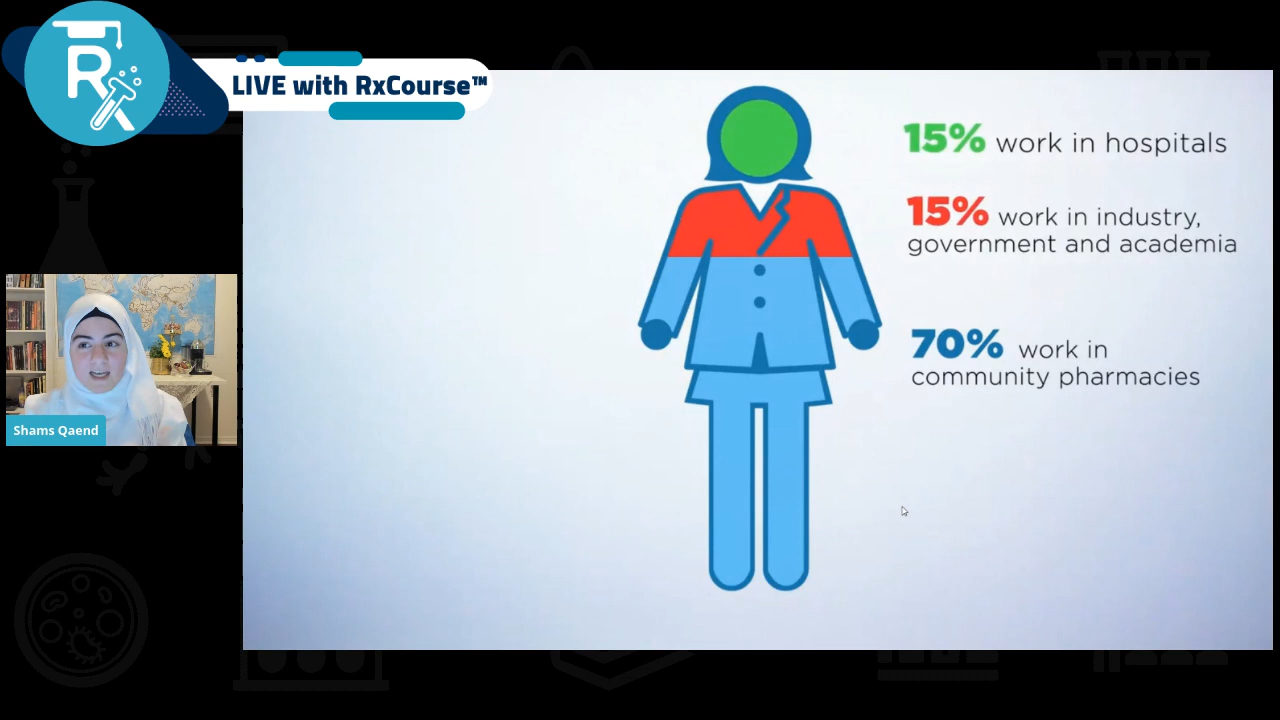 Rx
LIVE with RxCourse™
15% work in hospitals
15% work in industry,
government and academia
70% work in
community pharmacies
Shams Qaend